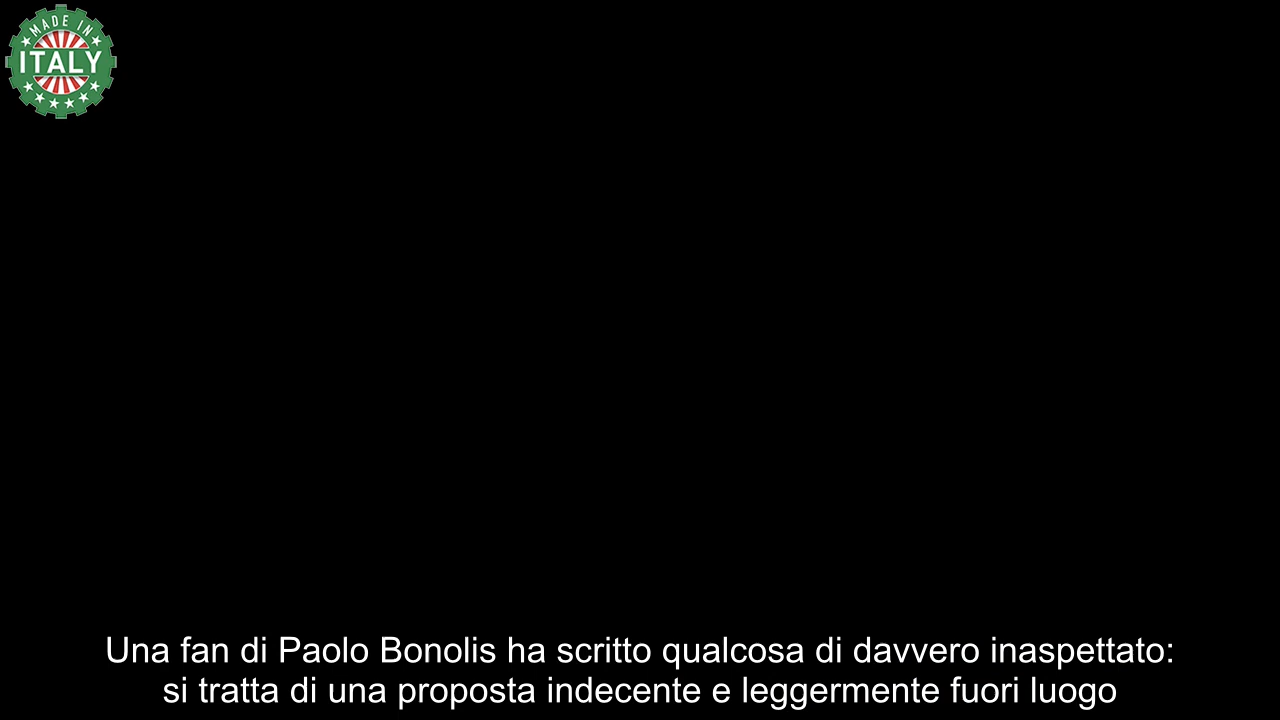 MADE IN
ITALY
Una fan di Paolo Bonolis ha scritto qualcosa di davvero inaspettato:
si tratta di una proposta indecente e leggermente fuori luogo